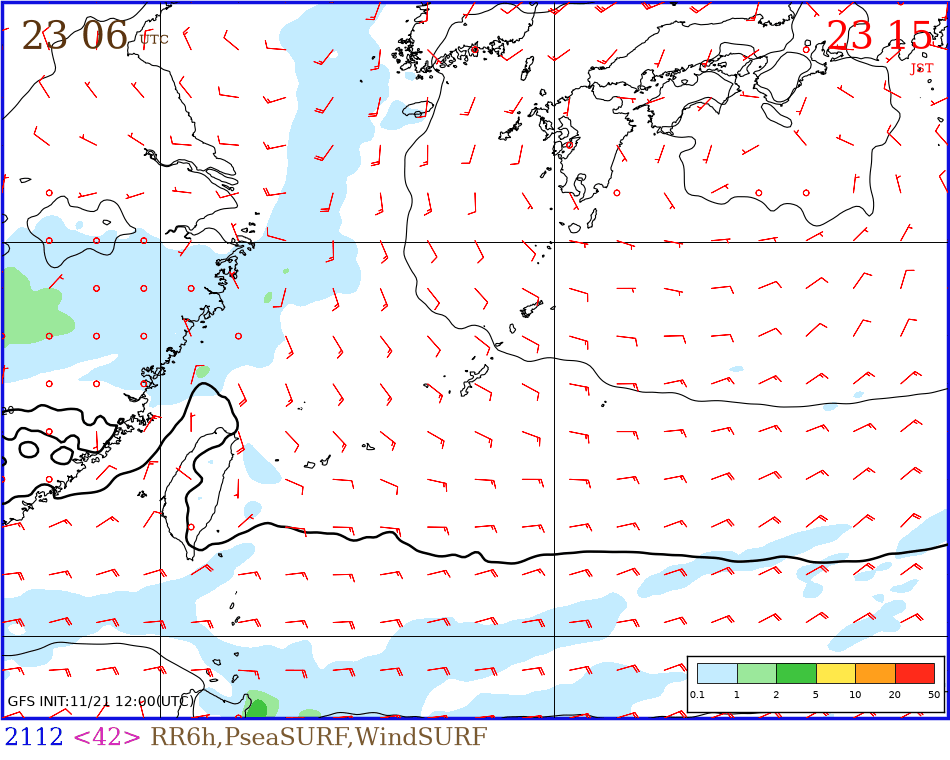 23 06 UTC
23 15
JST
20
0.1 1 2 5 10 20 50
GFS INIT:11/21 12:00(UTC)
2112 <42> RR6h,PseaSURF,WindSURF